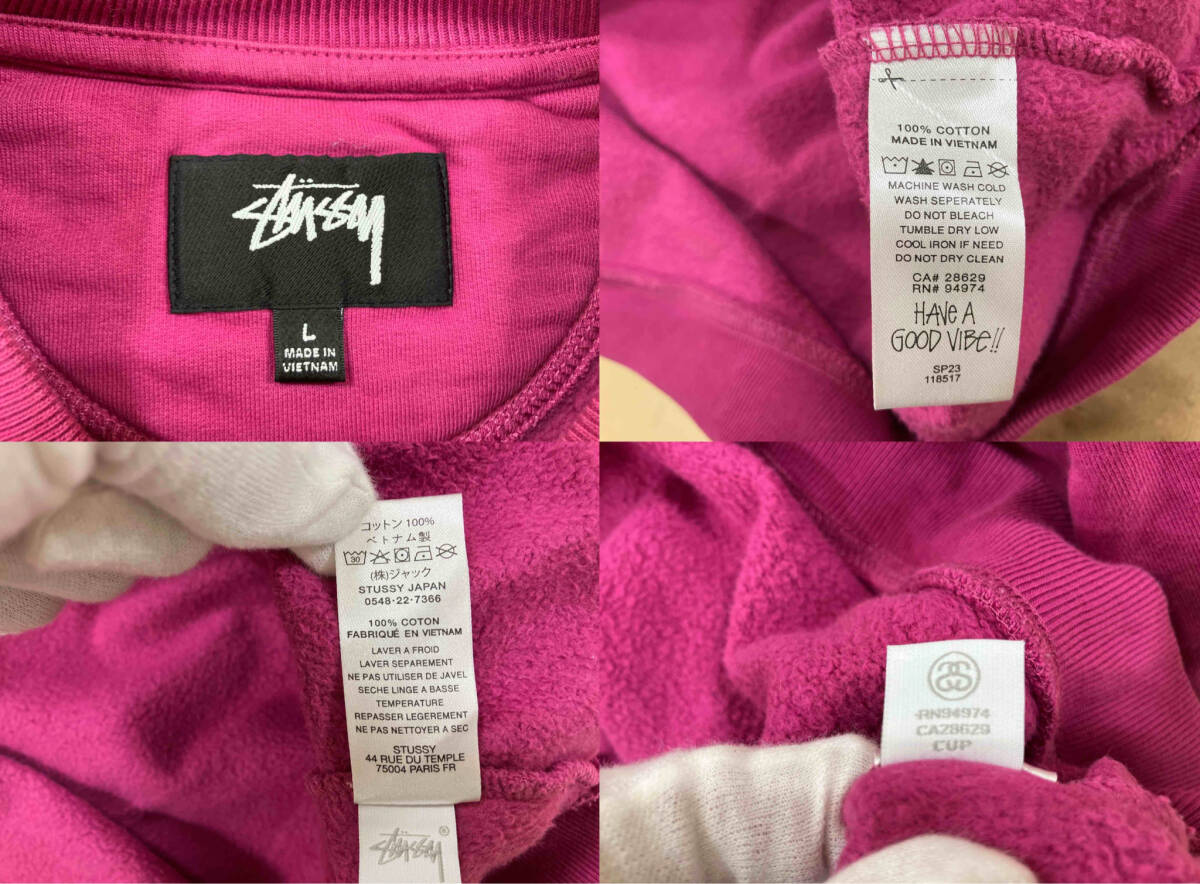 STÜSSY
L
MADE IN
VIETNAM
100% COTTON
MADE IN VIETNAM
MACHINE WASH COLD
WASH SEPERATELY
DO NOT BLEACH
TUMBLE DRY LOW
COOL IRON IF NEED
DO NOT DRY CLEAN
CA# 28629
RN# 94974
HAVE A
GOOD VIBE!!
SP23
118517
コットン 100%
ベトナム製
30
(株)ジャック
STUSSY JAPAN
0548-22-7366
100% COTON
FABRIQUÉ EN VIETNAM
LAVER A FROID
LAVER SEPAREMENT
NE PAS UTILISER DE JAVEL
SECHE LINGE A BASSE
TEMPERATURE
REPASSER LEGEREMENT
NE PAS NETTOYER A SEC
STUSSY
44 RUE DU TEMPLE
75004 PARIS FR
STÜSSY®
RN94974
CA28629
CUP